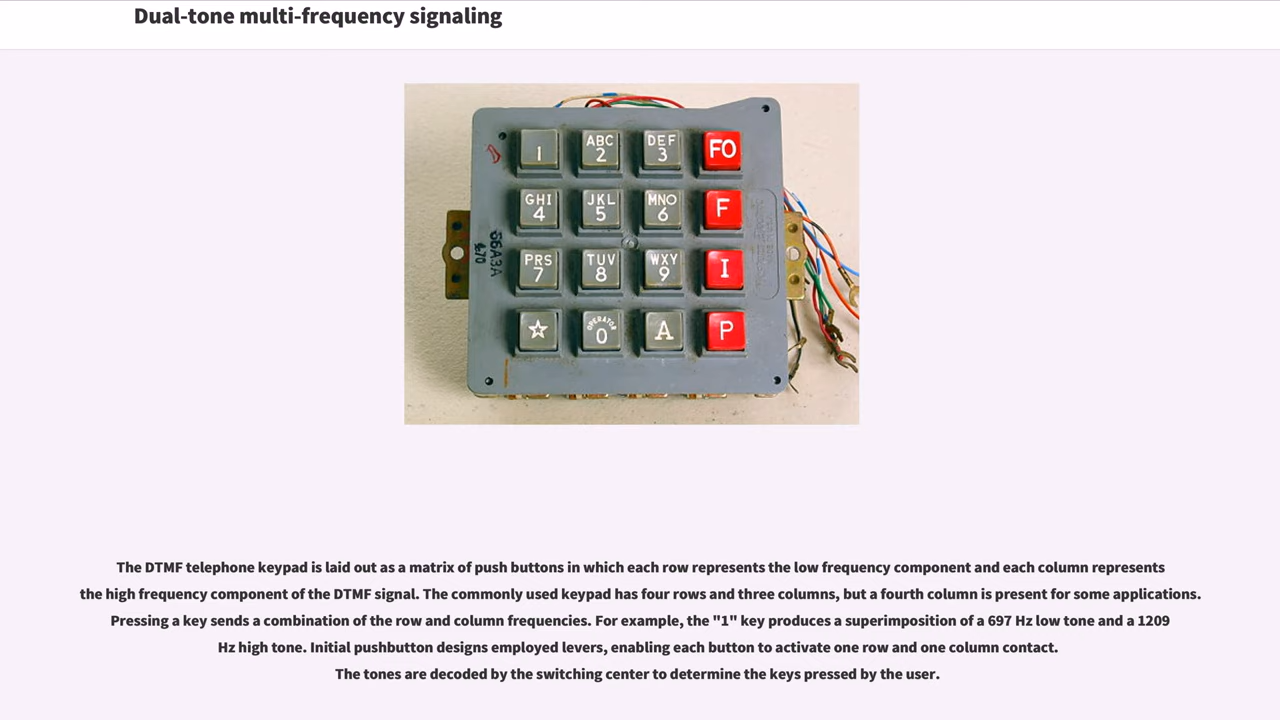 Dual-tone multi-frequency signaling
1
ABC
2
DEF
3
FO
GHI
4
JKL
5
MNO
6
F
PRS
7
TUV
8
WXY
9
I
OPERATOR
0
A
P
56A3A
The DTMF telephone keypad is laid out as a matrix of push buttons in which each row represents the low frequency component and each column represents
the high frequency component of the DTMF signal. The commonly used keypad has four rows and three columns, but a fourth column is present for some applications.
Pressing a key sends a combination of the row and column frequencies. For example, the "1" key produces a superimposition of a 697 Hz low tone and a 1209
Hz high tone. Initial pushbutton designs employed levers, enabling each button to activate one row and one column contact.
The tones are decoded by the switching center to determine the keys pressed by the user.